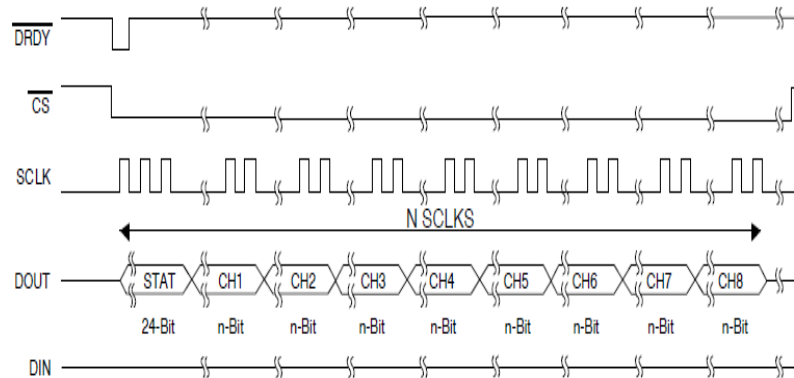 DRDY
CS
SCLK
N SCLKS
DOUT STAT CH1 CH2 CH3 CH4 CH5 CH6 CH7 CH8
24-Bit n-Bit n-Bit n-Bit n-Bit n-Bit n-Bit n-Bit n-Bit
DIN